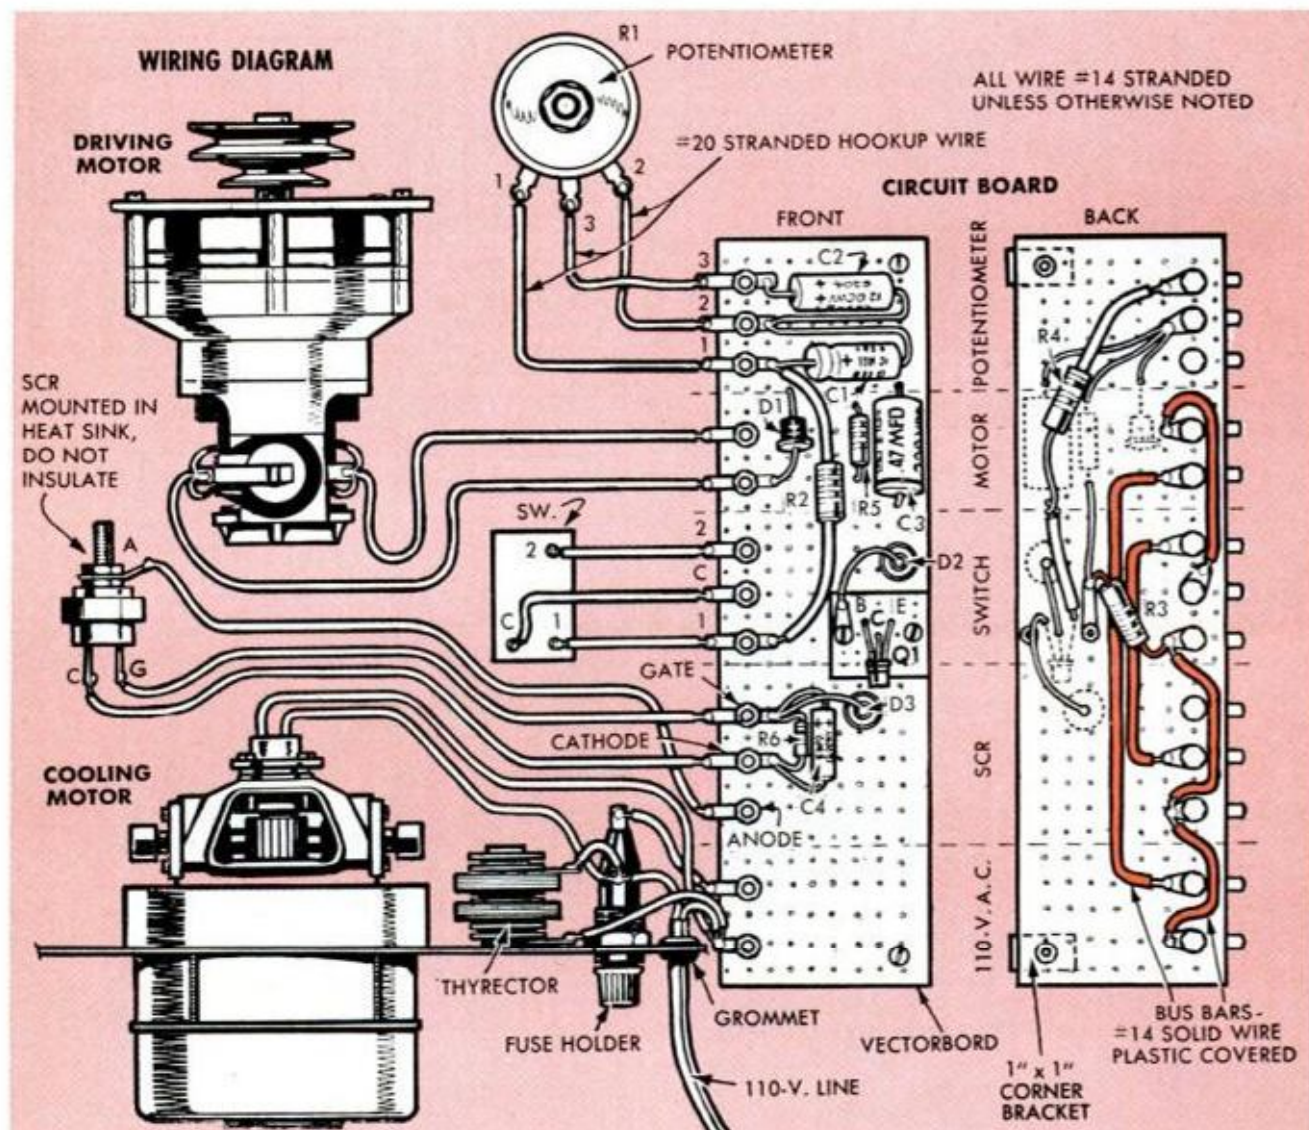 WIRING DIAGRAM
R1
POTENTIOMETER
ALL WIRE #14 STRANDED
UNLESS OTHERWISE NOTED
DRIVING
MOTOR
#20 STRANDED HOOKUP WIRE
1
3
2
CIRCUIT BOARD
FRONT
BACK
3
2
1
C2
C1
POTENTIOMETER
R4
SCR
MOUNTED IN
HEAT SINK,
DO NOT
INSULATE
D1
.47 MFD
R2
R5
C3
MOTOR
SW.
2
C
1
2
C
1
D2
B
C
E
Q1
SWITCH
R3
A
C
G
GATE
D3
R6
CATHODE
C4
ANODE
SCR
COOLING
MOTOR
110-V. A.C.
THYRECTOR
FUSE HOLDER
GROMMET
110-V. LINE
VECTORBORD
1" x 1"
CORNER
BRACKET
BUS BARS-
#14 SOLID WIRE
PLASTIC COVERED